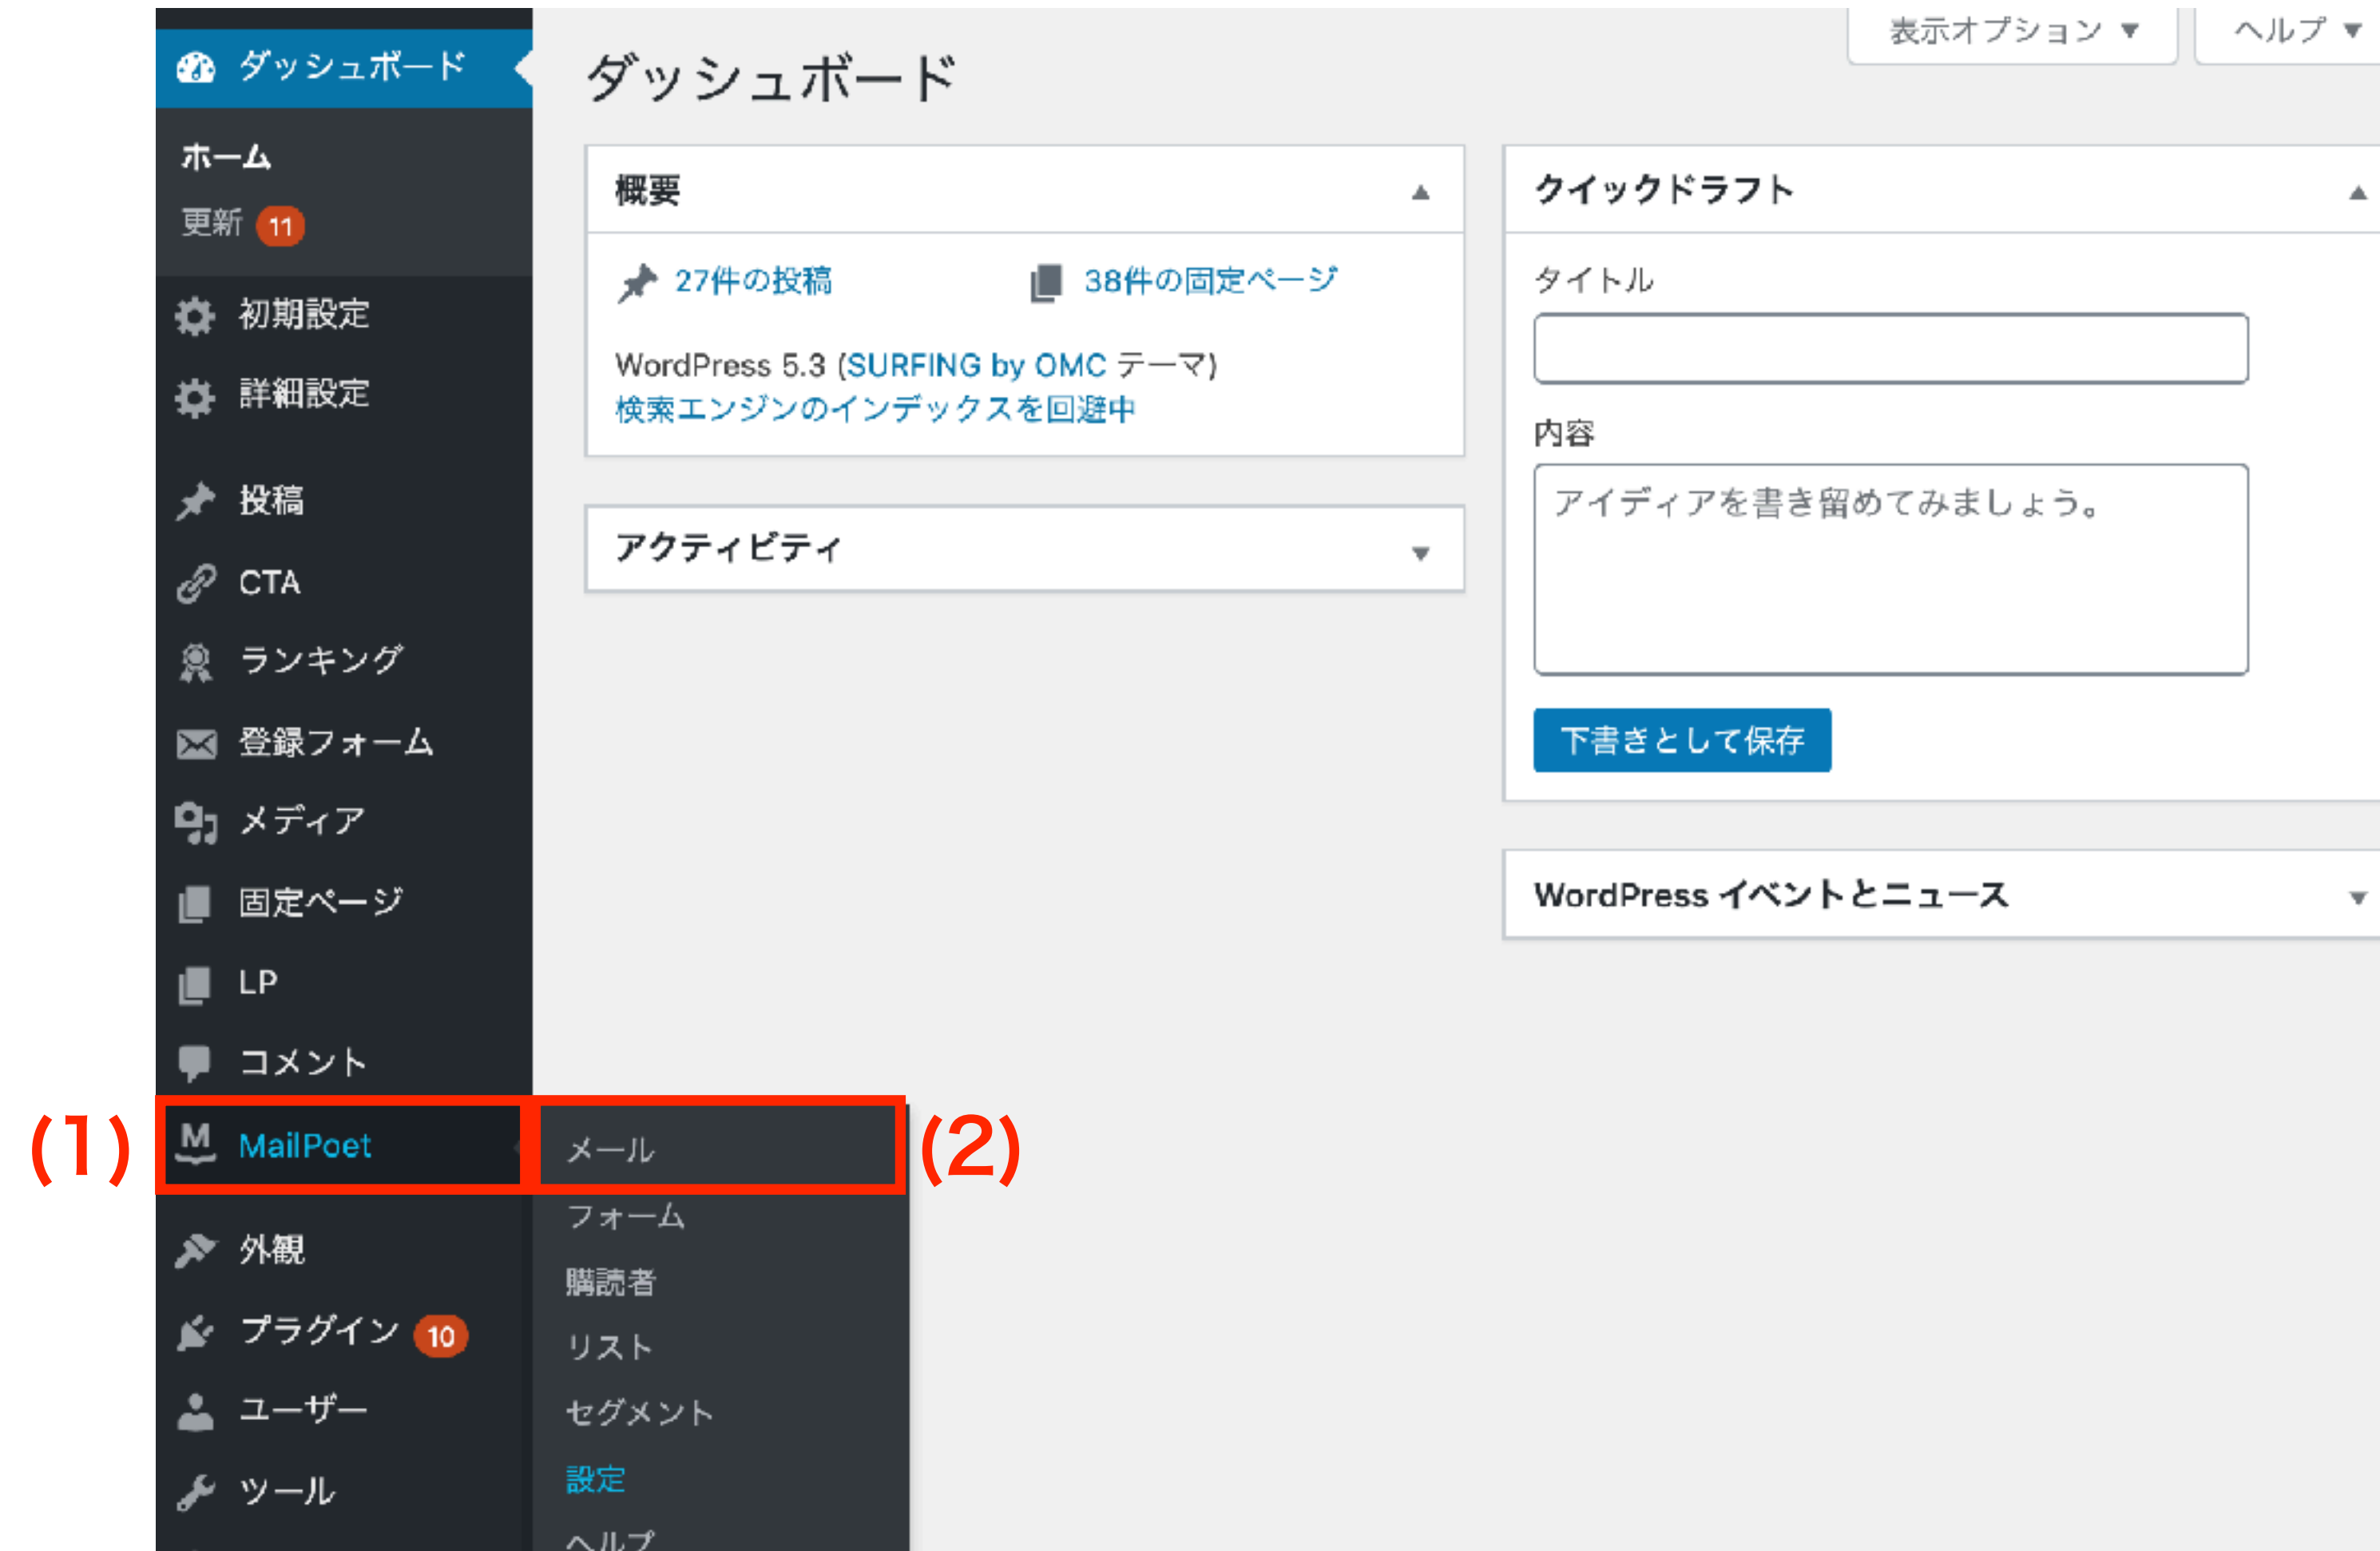 ダッシュボード
ホーム
更新 11
初期設定
詳細設定
投稿
CTA
ランキング
登録フォーム
メディア
固定ページ
LP
コメント
(1) MailPoet
外観
プラグイン 10
ユーザー
ツール
メール (2)
フォーム
購読者
リスト
セグメント
設定
ヘルプ
表示オプション ▼
ヘルプ ▼
ダッシュボード
概要
27件の投稿
38件の固定ページ
WordPress 5.3 (SURFING by OMC テーマ)
検索エンジンのインデックスを回避中
アクティビティ
クイックドラフト
タイトル
内容
アイディアを書き留めてみましょう。
下書きとして保存
WordPress イベントとニュース